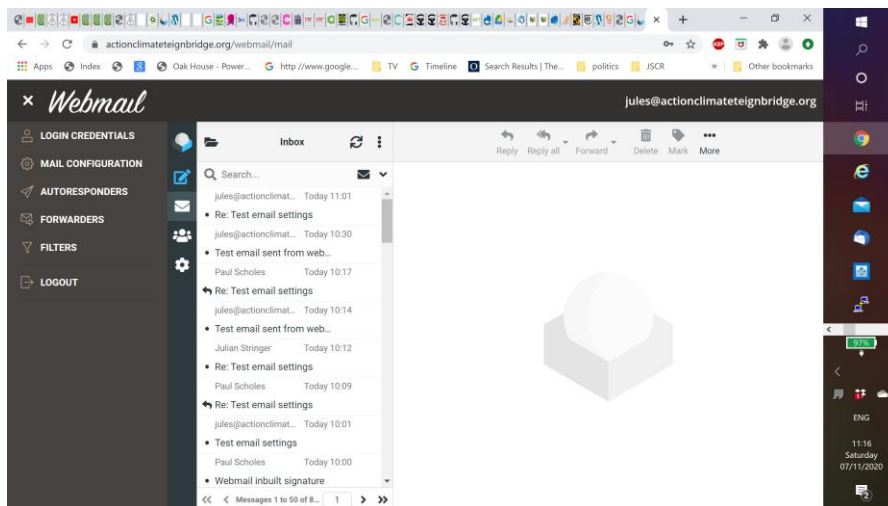 actionclimateteignbridge.org/webmail/mail
Apps
Index
Oak House - Power...
http //www.google....
TV
Timeline
Search Results | The...
politics
JSCR
»
Other bookmarks
× Webmail
jules@actionclimateteignbridge.org
LOGIN CREDENTIALS
MAIL CONFIGURATION
AUTORESPONDERS
FORWARDERS
FILTERS
LOGOUT
Inbox
Search...
Reply
Reply all
Forward
Delete
Mark
More
jules@actionclimat... Today 11:01
• Re: Test email settings
jules@actionclimat... Today 10:30
• Test email sent from web...
Paul Scholes Today 10:17
Re: Test email settings
jules@actionclimat... Today 10:14
• Test email sent from web...
Julian Stringer Today 10:12
• Re: Test email settings
Paul Scholes Today 10:09
Re: Test email settings
jules@actionclimat... Today 10:01
• Test email settings
Paul Scholes Today 10:00
• Webmail inbuilt signature
Messages 1 to 50 of 8... 1
97%
ENG
11:16
Saturday
07/11/2020